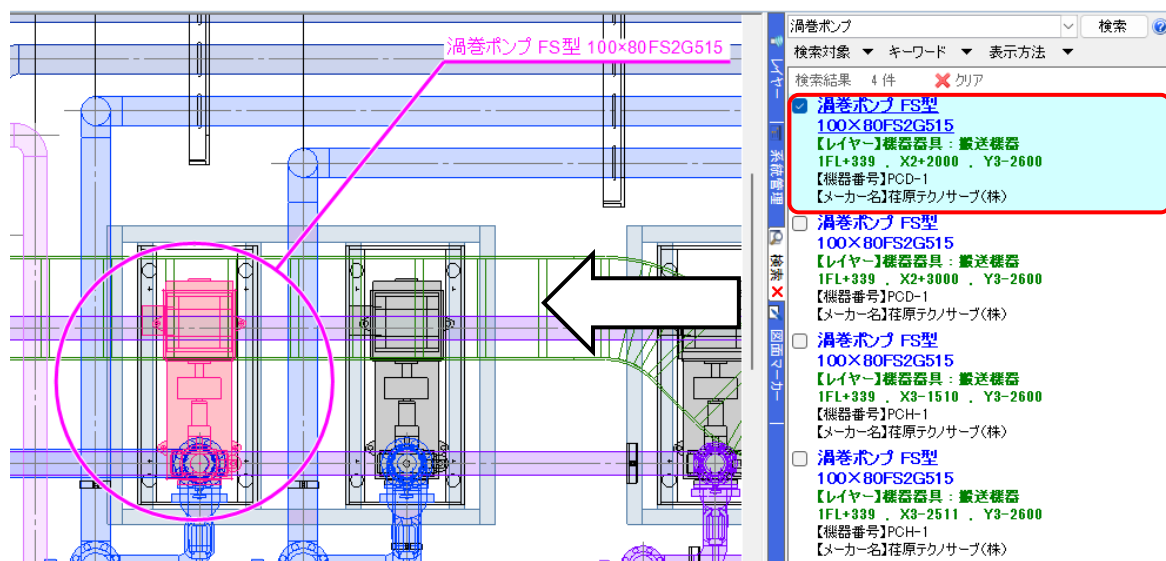 渦巻ポンプ FS型 100×80FS2G515
レイヤー
系統管理
検索
図面マーカー
渦巻ポンプ
検索
検索対象 ▼ キーワード ▼ 表示方法 ▼
検索結果 4 件 クリア
渦巻ポンプ FS型
100×80FS2G515
【レイヤー】機器器具：搬送機器
1FL+339 . X2+2000 . Y3-2600
【機器番号】PCD-1
【メーカー名】荏原テクノサーブ(株)
渦巻ポンプ FS型
100×80FS2G515
【レイヤー】機器器具：搬送機器
1FL+339 . X2+3000 . Y3-2600
【機器番号】PCD-1
【メーカー名】荏原テクノサーブ(株)
渦巻ポンプ FS型
100×80FS2G515
【レイヤー】機器器具：搬送機器
1FL+339 . X3-1510 . Y3-2600
【機器番号】PCH-1
【メーカー名】荏原テクノサーブ(株)
渦巻ポンプ FS型
100×80FS2G515
【レイヤー】機器器具：搬送機器
1FL+339 . X3-2511 . Y3-2600
【機器番号】PCH-1
【メーカー名】荏原テクノサーブ(株)